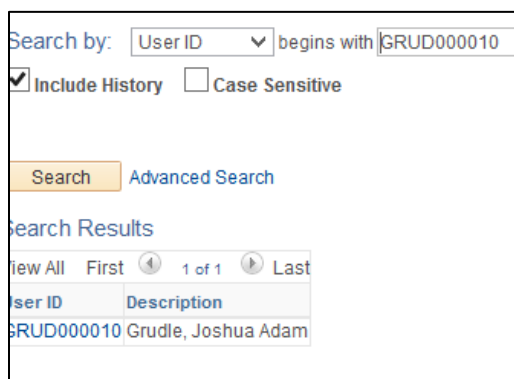 Search by: User ID begins with GRUD000010
Include History Case Sensitive
Search Advanced Search
Search Results
View All First 1 of 1 Last
User ID Description
GRUD000010 Grudle, Joshua Adam